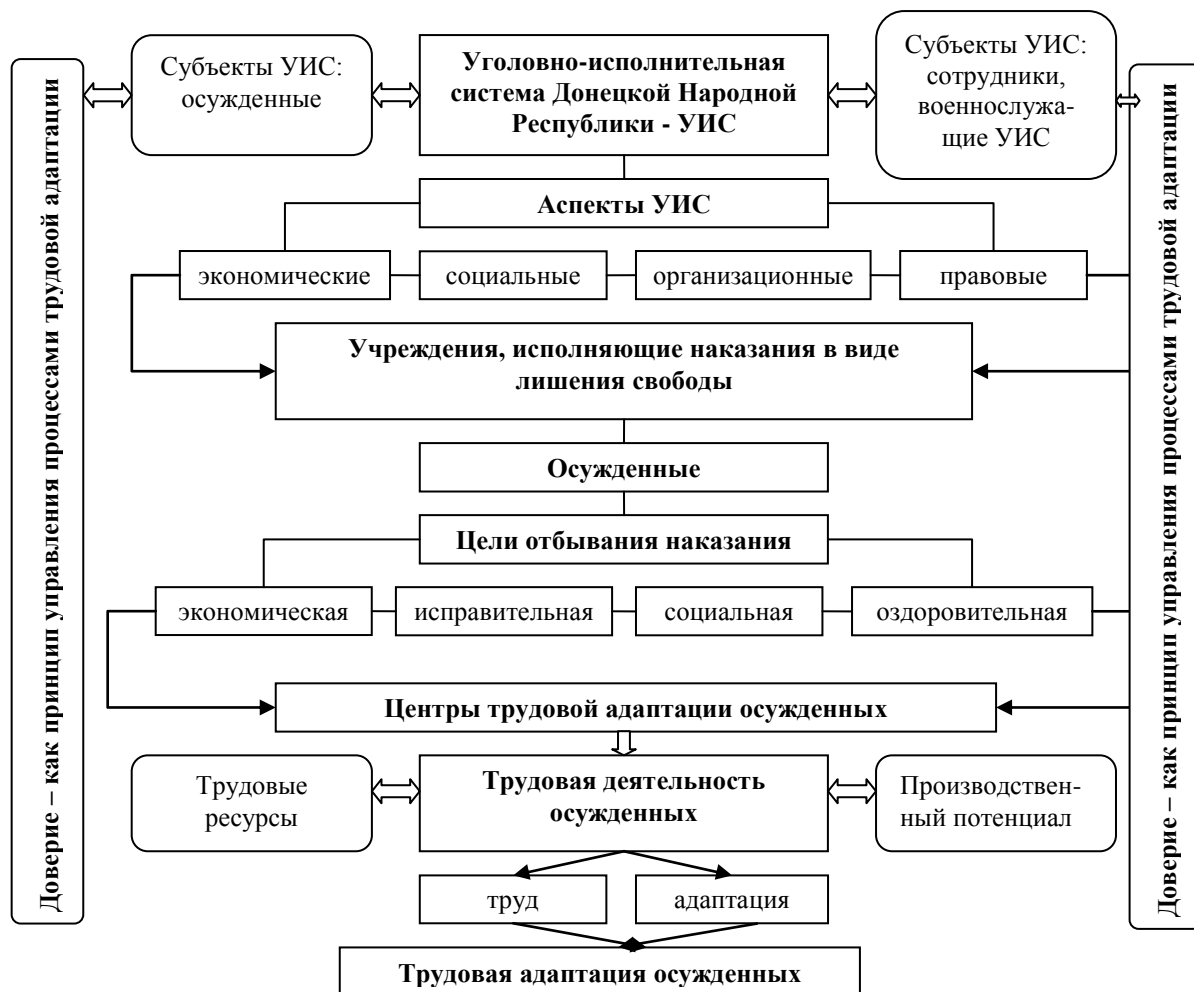 Доверие – как принцип управления процессами трудовой адаптации
Субъекты УИС:
осужденные
Уголовно-исполнительная
система Донецкой Народной
Республики - УИС
Субъекты УИС:
сотрудники,
военнослужа-
щие УИС
Доверие – как принцип управления процессами трудовой адаптации
Аспекты УИС
экономические
социальные
организационные
правовые
Учреждения, исполняющие наказания в виде
лишения свободы
Осужденные
Цели отбывания наказания
экономическая
исправительная
социальная
оздоровительная
Центры трудовой адаптации осужденных
Трудовые
ресурсы
Трудовая деятельность
осужденных
Производствен-
ный потенциал
труд
адаптация
Трудовая адаптация осужденных